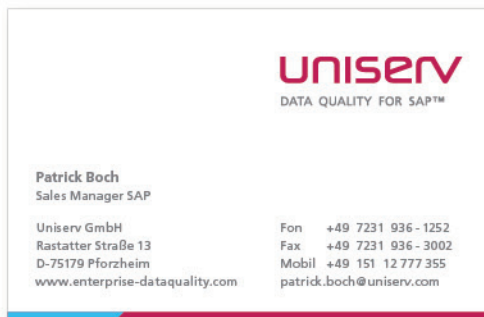 uniserv
DATA QUALITY FOR SAP™
Patrick Boch
Sales Manager SAP
Uniserv GmbH
Rastatter Straße 13
D-75179 Pforzheim
www.enterprise-dataquality.com
Fon +49 7231 936 - 1252
Fax +49 7231 936 - 3002
Mobil +49 151 12 777 355
patrick.boch@uniserv.com